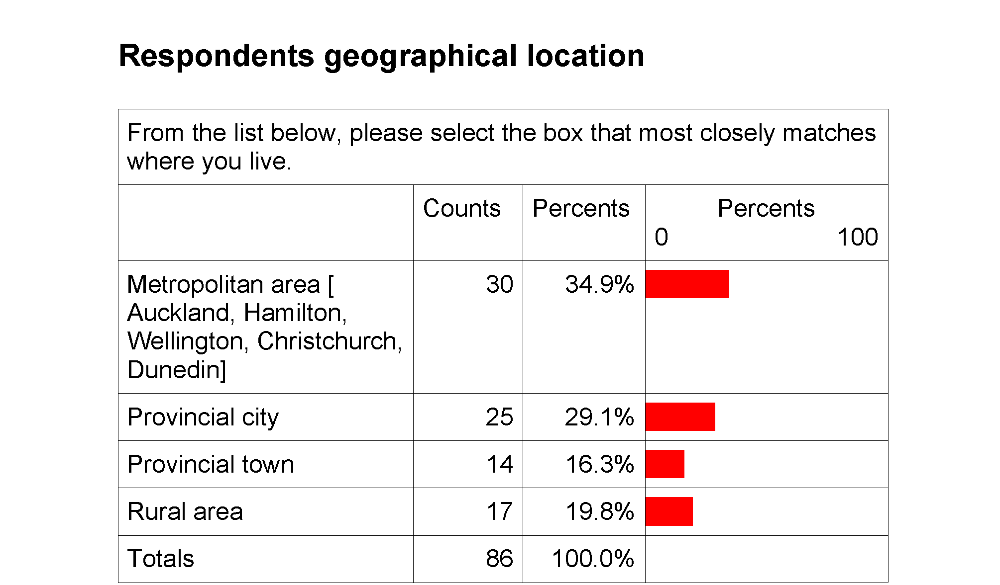 Respondents geographical location
From the list below, please select the box that most closely matches
where you live.
Counts Percents Percents
0 100
Metropolitan area [ 30 34.9%
Auckland, Hamilton,
Wellington, Christchurch,
Dunedin]
Provincial city 25 29.1%
Provincial town 14 16.3%
Rural area 17 19.8%
Totals 86 100.0%